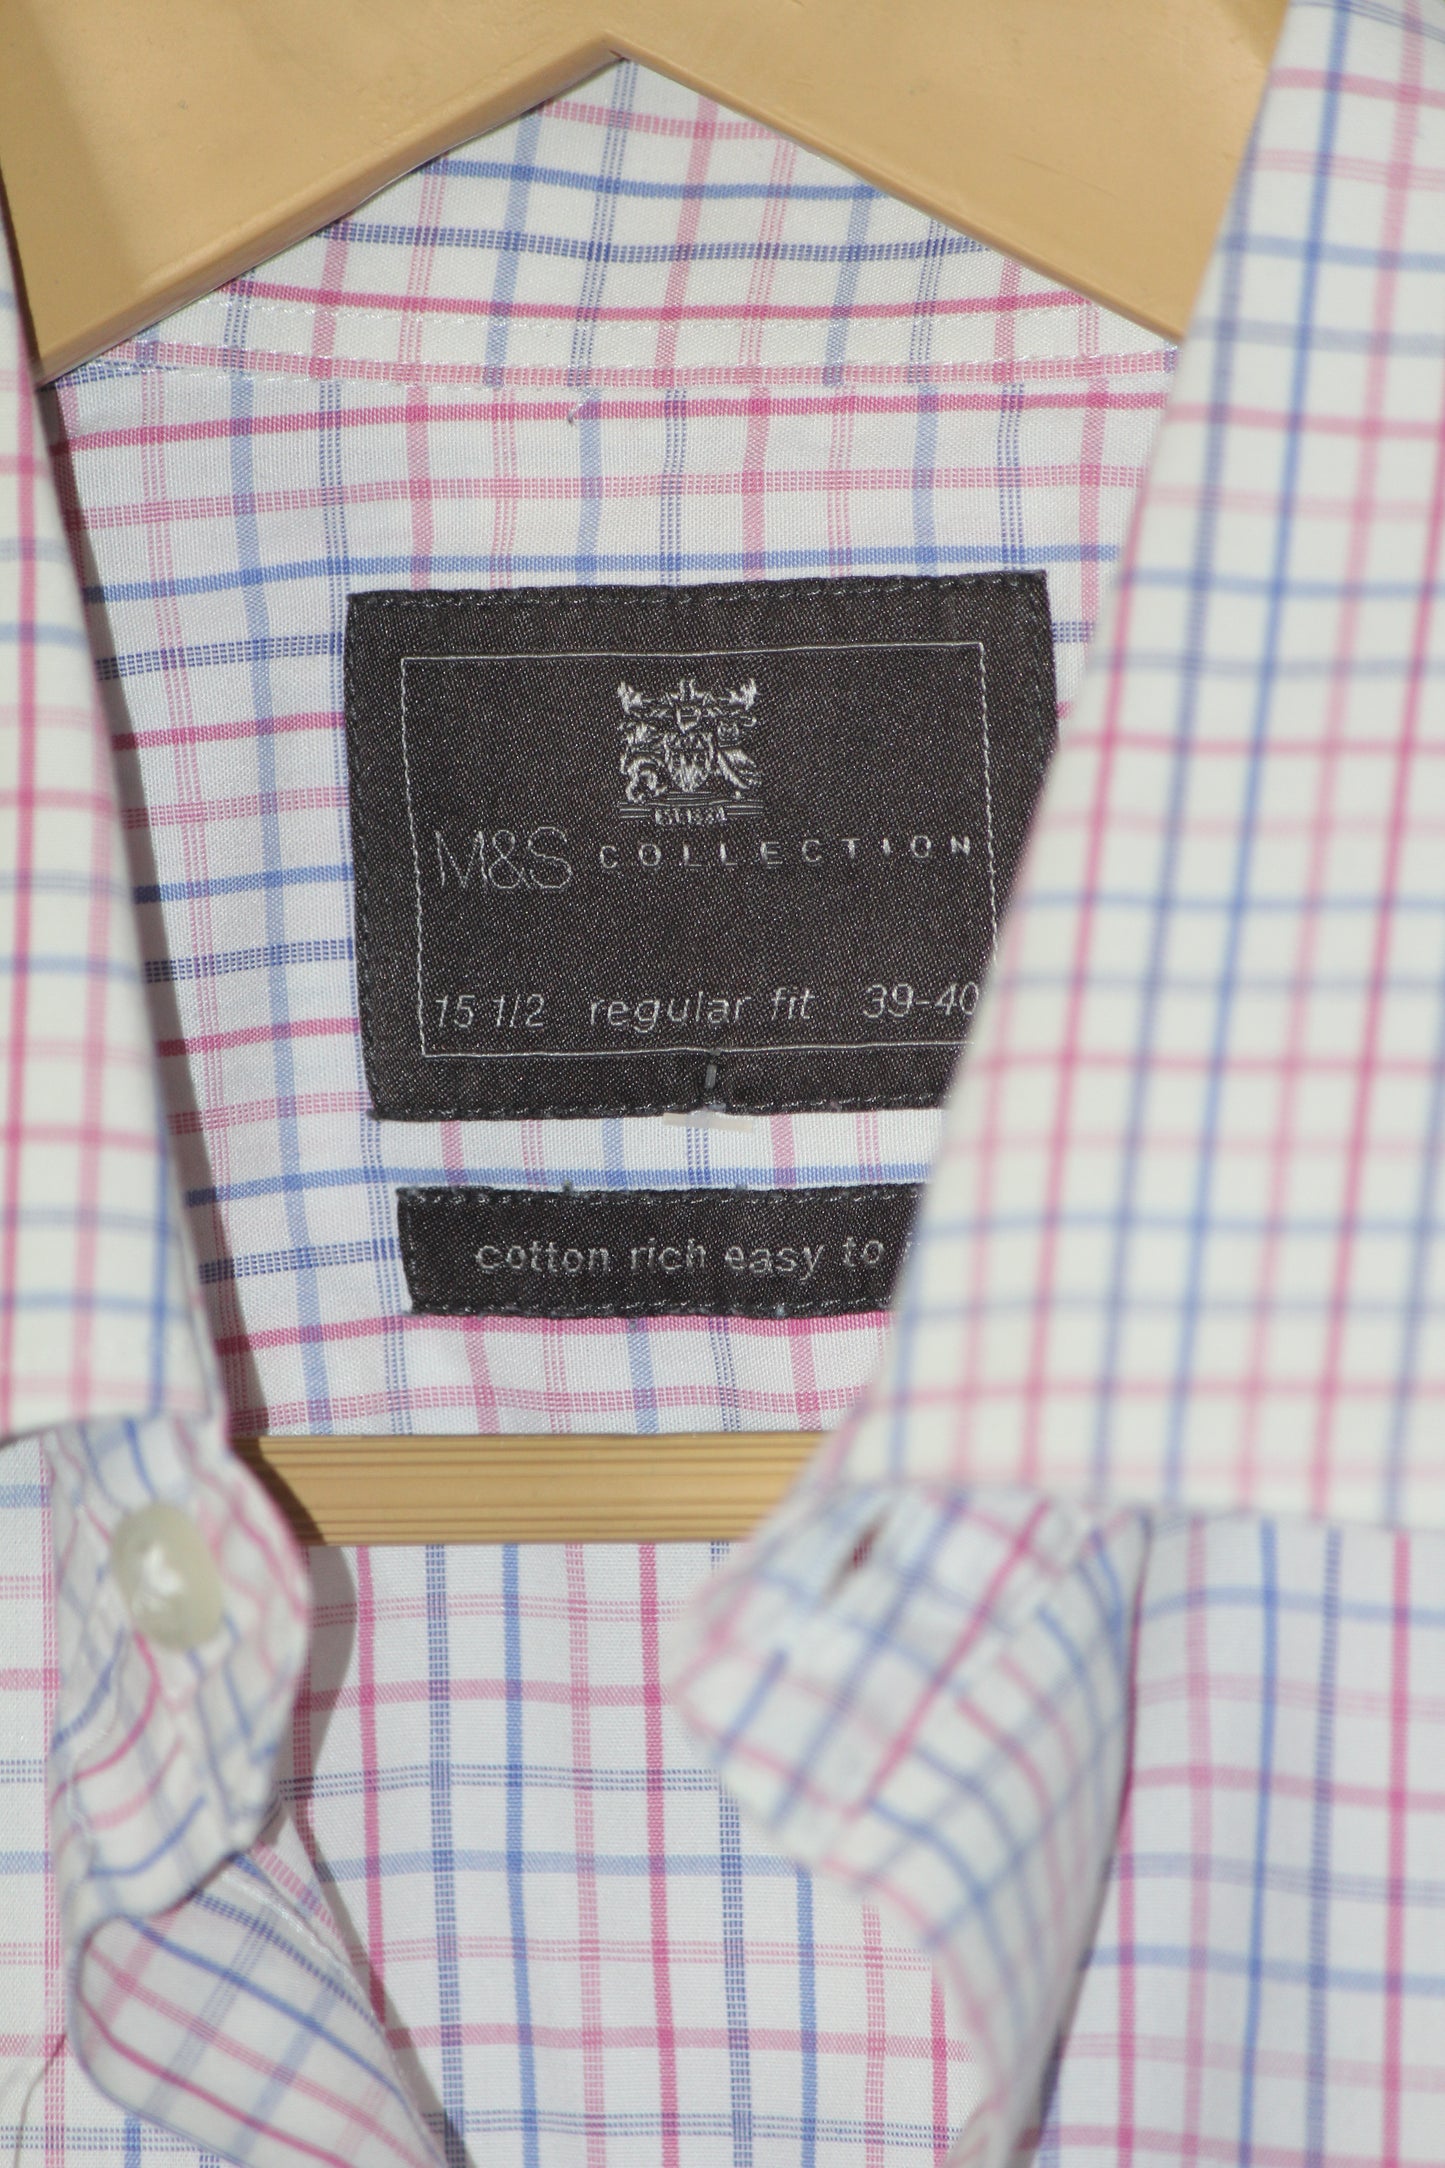 M&S COLLECTION
15 1/2 regular fit 39-40
cotton rich easy to